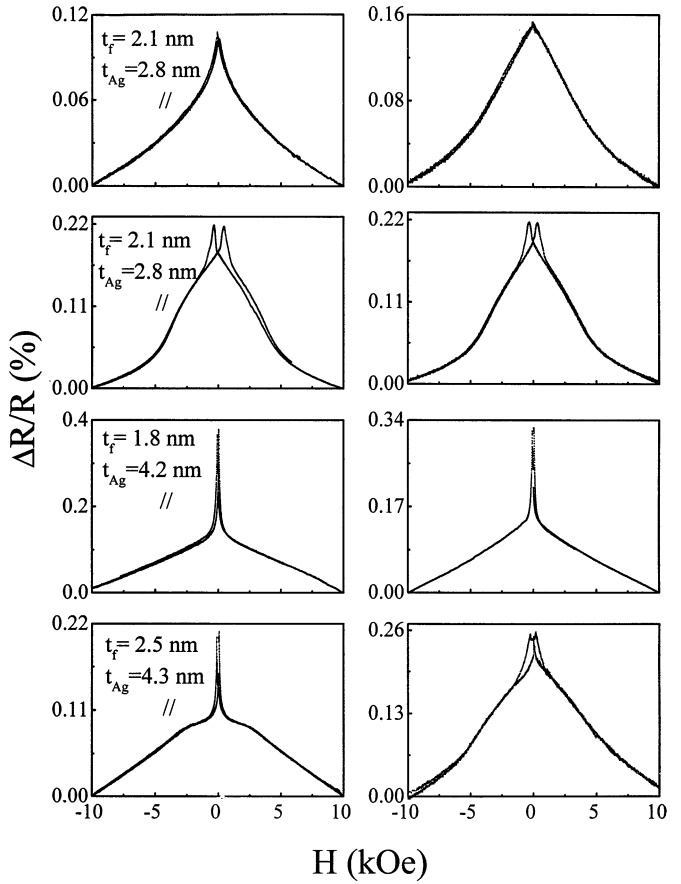 0.12
0.06
0.00
t_f= 2.1 nm
t_Ag=2.8 nm
//
0.16
0.08
0.00
0.22
0.11
0.00
t_f= 2.1 nm
t_Ag=2.8 nm
//
0.22
0.11
0.00
0.4
0.2
0.0
t_f= 1.8 nm
t_Ag=4.2 nm
//
0.34
0.17
0.00
0.22
0.11
0.00
t_f= 2.5 nm
t_Ag=4.3 nm
//
0.26
0.13
0.00
-10 -5 0 5 10
-10 -5 0 5 10
ΔR/R (%)
H (kOe)